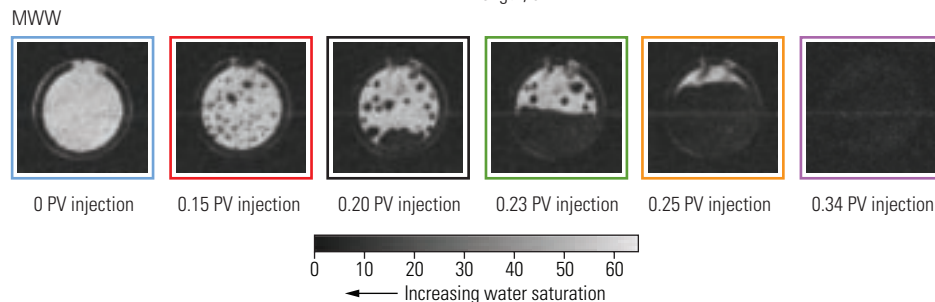 MWW
0 PV injection
0.15 PV injection
0.20 PV injection
0.23 PV injection
0.25 PV injection
0.34 PV injection
0 10 20 30 40 50 60
Increasing water saturation